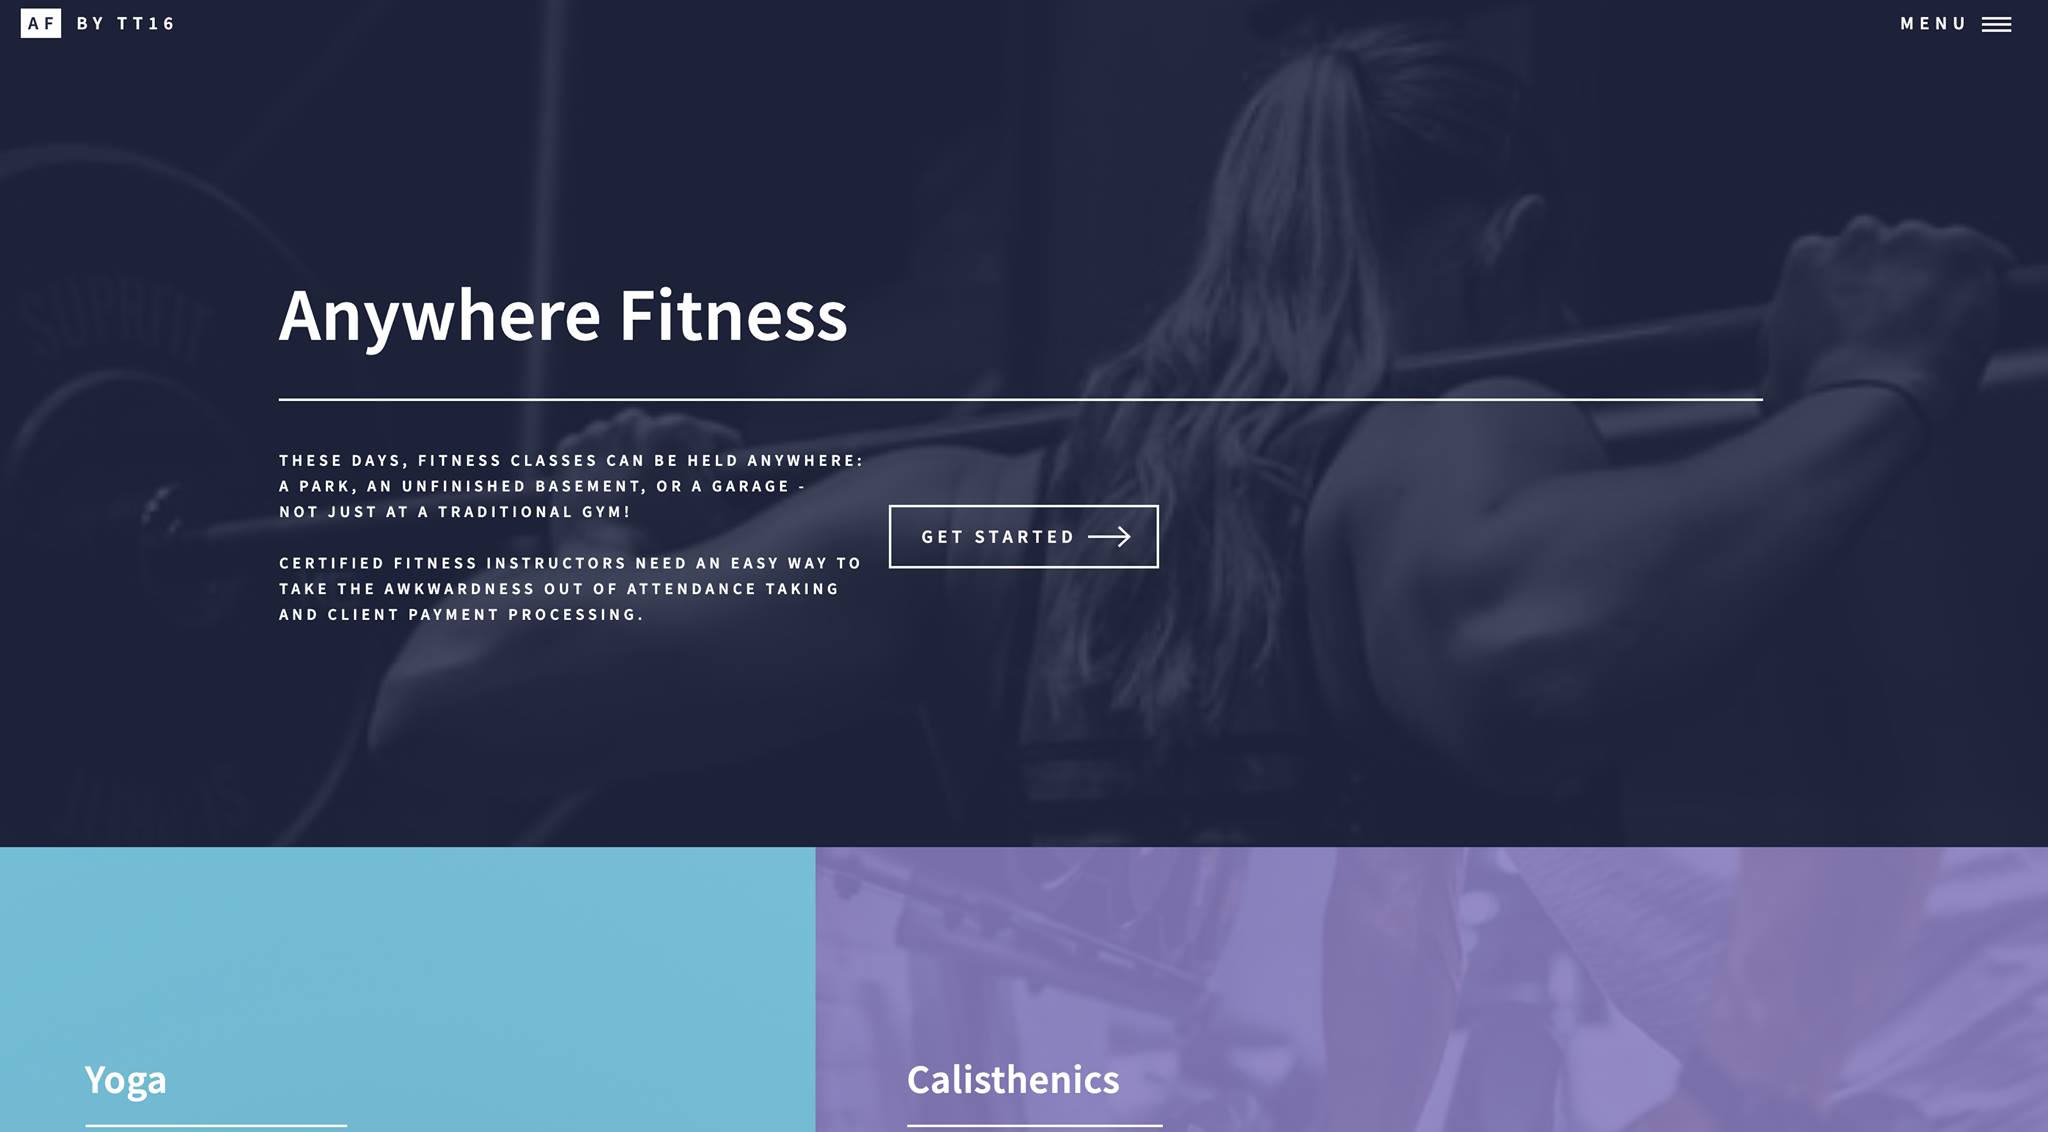 AF BY TT16
MENU
Anywhere Fitness
THESE DAYS, FITNESS CLASSES CAN BE HELD ANYWHERE:
A PARK, AN UNFINISHED BASEMENT, OR A GARAGE -
NOT JUST AT A TRADITIONAL GYM!
CERTIFIED FITNESS INSTRUCTORS NEED AN EASY WAY TO
TAKE THE AWKWARDNESS OUT OF ATTENDANCE TAKING
AND CLIENT PAYMENT PROCESSING.
GET STARTED
Yoga
Calisthenics